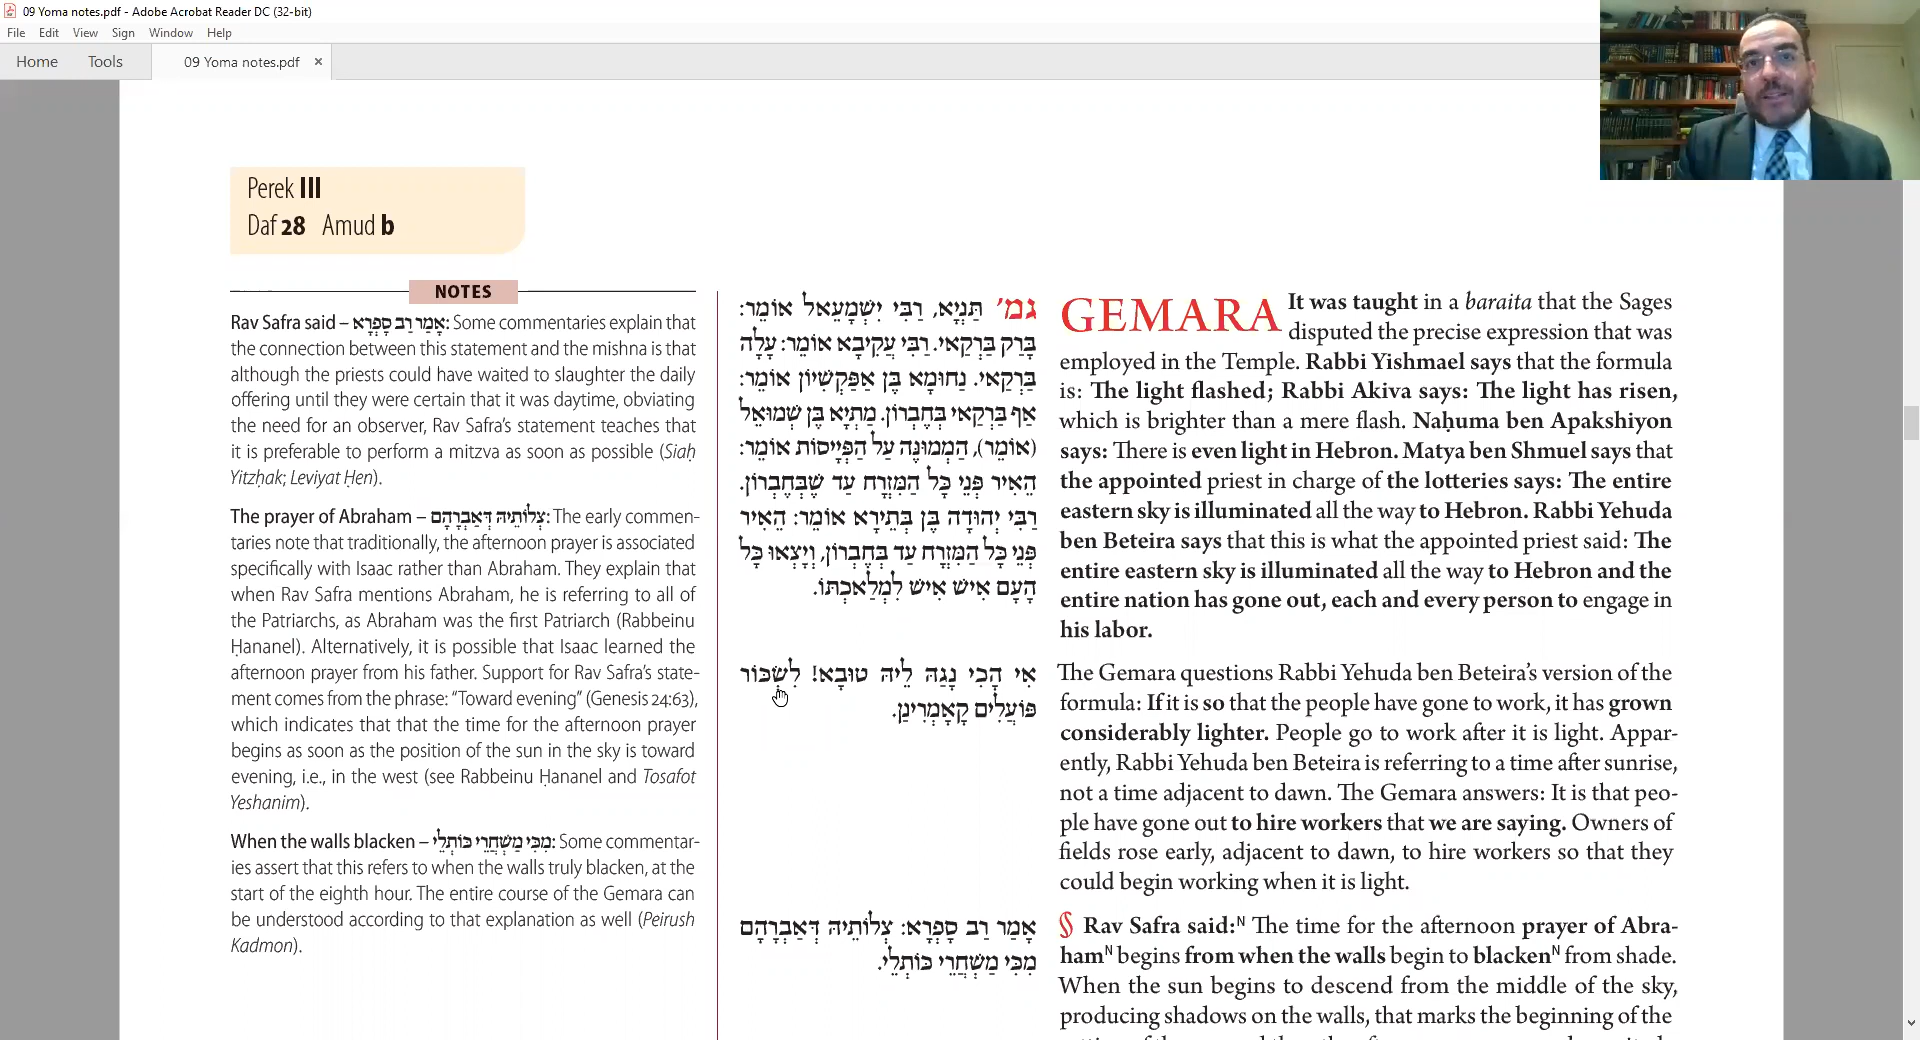 09 Yoma notes.pdf - Adobe Acrobat Reader DC (32-bit)
File Edit View Sign Window Help
Home Tools 09 Yoma notes.pdf ×
Perek III
Daf 28 Amud b
NOTES
Rav Safra said – אָמַר רַב סָפְרָא: Some commentaries explain that
the connection between this statement and the mishna is that
although the priests could have waited to slaughter the daily
offering until they were certain that it was daytime, obviating
the need for an observer, Rav Safra's statement teaches that
it is preferable to perform a mitzva as soon as possible (Siaḥ
Yitzḥak; Leviyat Ḥen).
The prayer of Abraham – צְלוֹתֵיהּ דְּאַבְרָהָם: The early commen-
taries note that traditionally, the afternoon prayer is associated
specifically with Isaac rather than Abraham. They explain that
when Rav Safra mentions Abraham, he is referring to all of
the Patriarchs, as Abraham was the first Patriarch (Rabbeinu
Ḥananel). Alternatively, it is possible that Isaac learned the
afternoon prayer from his father. Support for Rav Safra's state-
ment comes from the phrase: "Toward evening" (Genesis 24:63),
which indicates that that the time for the afternoon prayer
begins as soon as the position of the sun in the sky is toward
evening, i.e., in the west (see Rabbeinu Ḥananel and Tosafot
Yeshanim).
When the walls blacken – מִכִּי מַשְׁחֲרֵי כּוֹתְלֵי: Some commentar-
ies assert that this refers to when the walls truly blacken, at the
start of the eighth hour. The entire course of the Gemara can
be understood according to that explanation as well (Peirush
Kadmon).
גמ׳ תַּנְיָא, רַבִּי יִשְׁמָעֵאל אוֹמֵר:
בָּרַק בַּרְקַאי. רַבִּי עֲקִיבָא אוֹמֵר: עָלָה
בַּרְקַאי. נַחוּמָא בֶּן אַפַּקְשִׁיוֹן אוֹמֵר:
אַף בַּרְקַאי בְּחֶבְרוֹן. מַתְיָא בֶּן שְׁמוּאֵל
(אוֹמֵר), הַמְמוּנֶּה עַל הַפְּיָיסוֹת אוֹמֵר:
הֵאִיר פְּנֵי כׇּל הַמִּזְרָח עַד שֶׁבְּחֶבְרוֹן.
רַבִּי יְהוּדָה בֶּן בְּתֵירָא אוֹמֵר: הֵאִיר
פְּנֵי כׇּל הַמִּזְרָח עַד בְּחֶבְרוֹן, וְיָצְאוּ כׇּל
הָעָם אִישׁ אִישׁ לִמְלַאכְתּוֹ.
אִי הָכִי נָגַהּ לֵיהּ טוּבָא! לִשְׂכּוֹר
פּוֹעֲלִים קָאָמְרִינַן.
אָמַר רַב סָפְרָא: צְלוֹתֵיהּ דְּאַבְרָהָם
מִכִּי מַשְׁחֲרֵי כּוֹתְלֵי.
GEMARA It was taught in a baraita that the Sages
disputed the precise expression that was
employed in the Temple. Rabbi Yishmael says that the formula
is: The light flashed; Rabbi Akiva says: The light has risen,
which is brighter than a mere flash. Naḥuma ben Apakshiyon
says: There is even light in Hebron. Matya ben Shmuel says that
the appointed priest in charge of the lotteries says: The entire
eastern sky is illuminated all the way to Hebron. Rabbi Yehuda
ben Beteira says that this is what the appointed priest said: The
entire eastern sky is illuminated all the way to Hebron and the
entire nation has gone out, each and every person to engage in
his labor.
The Gemara questions Rabbi Yehuda ben Beteira's version of the
formula: If it is so that the people have gone to work, it has grown
considerably lighter. People go to work after it is light. Appar-
ently, Rabbi Yehuda ben Beteira is referring to a time after sunrise,
not a time adjacent to dawn. The Gemara answers: It is that peo-
ple have gone out to hire workers that we are saying. Owners of
fields rose early, adjacent to dawn, to hire workers so that they
could begin working when it is light.
§ Rav Safra said:N The time for the afternoon prayer of Abra-
hamN begins from when the walls begin to blackenN from shade.
When the sun begins to descend from the middle of the sky,
producing shadows on the walls, that marks the beginning of the